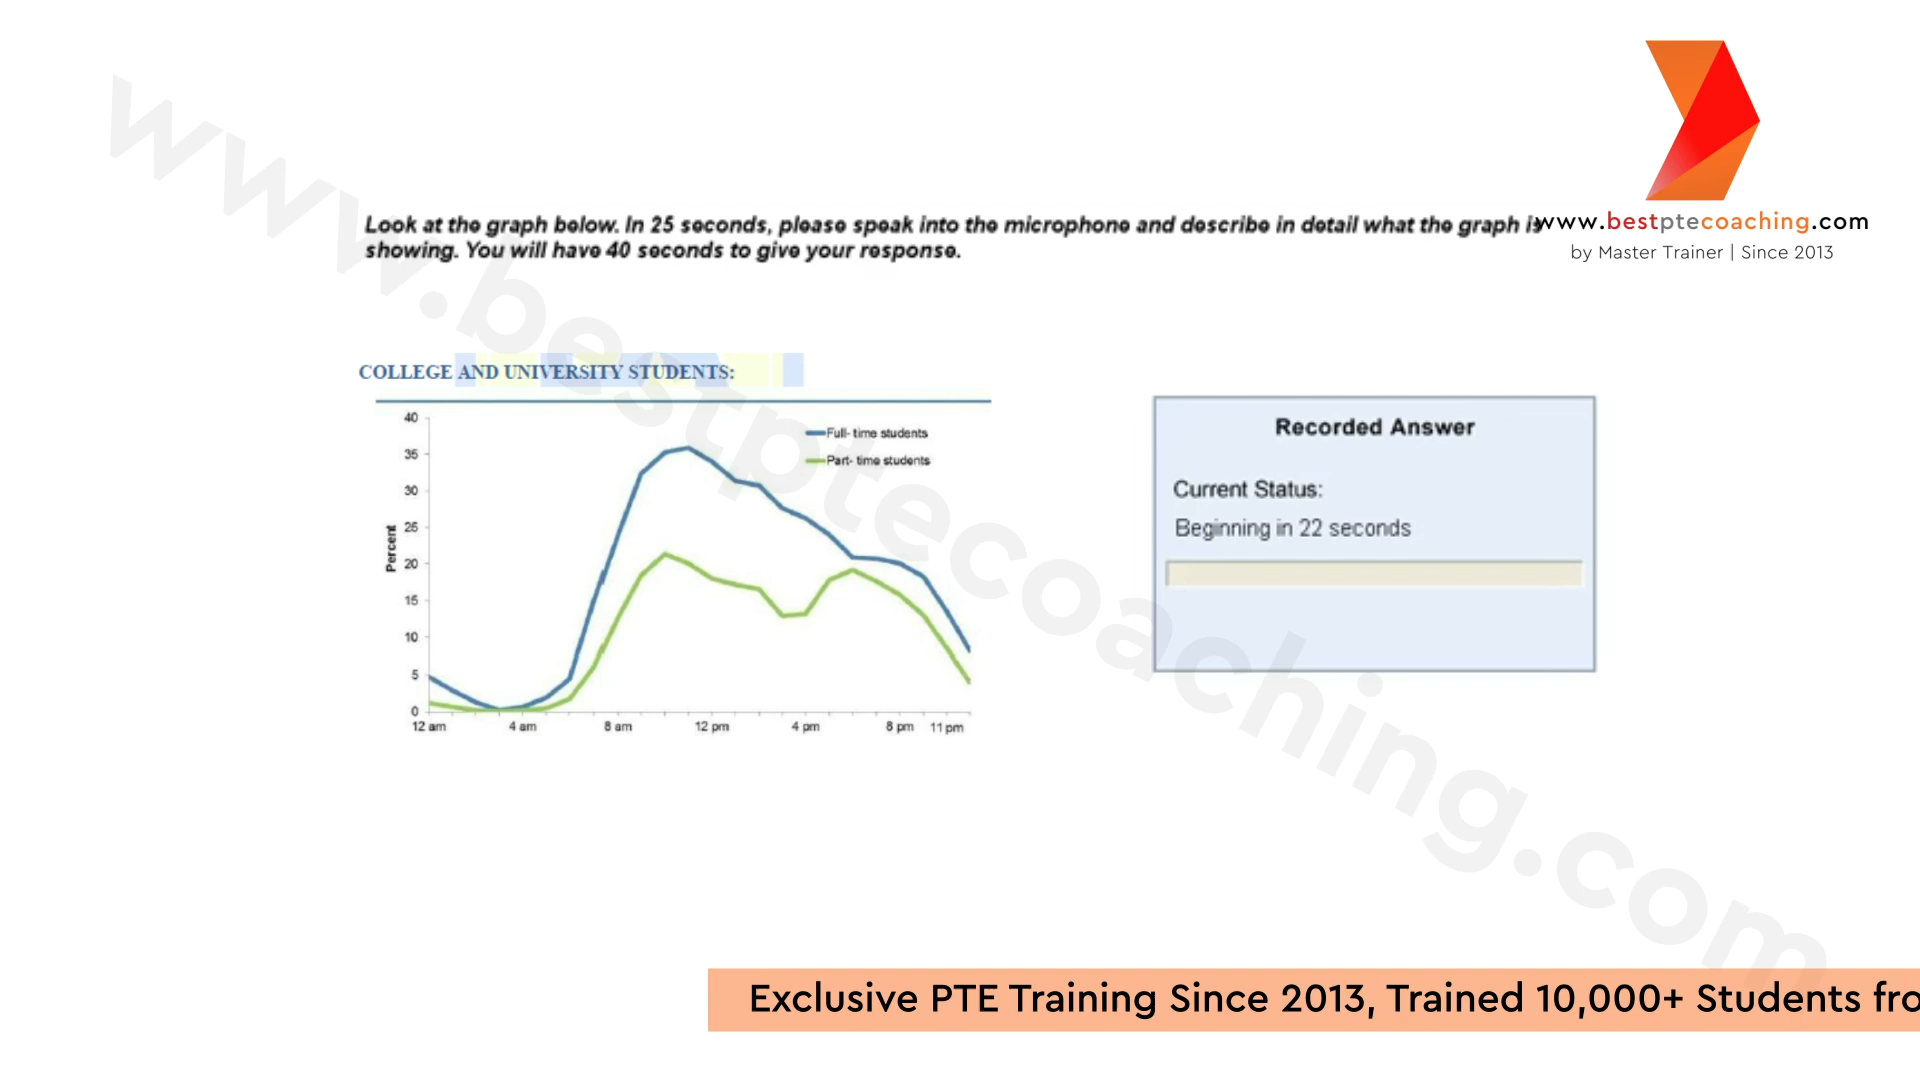 www.bestptecoaching.com
Look at the graph below. In 25 seconds, please speak into the microphone and describe in detail what the graph is
showing. You will have 40 seconds to give your response.
www.bestptecoaching.com
by Master Trainer | Since 2013
COLLEGE AND UNIVERSITY STUDENTS:
Full- time students
Part- time students
Percent
40
35
30
25
20
15
10
5
0
12 am 4 am 8 am 12 pm 4 pm 8 pm 11 pm
Recorded Answer
Current Status:
Beginning in 22 seconds
Exclusive PTE Training Since 2013, Trained 10,000+ Students fro